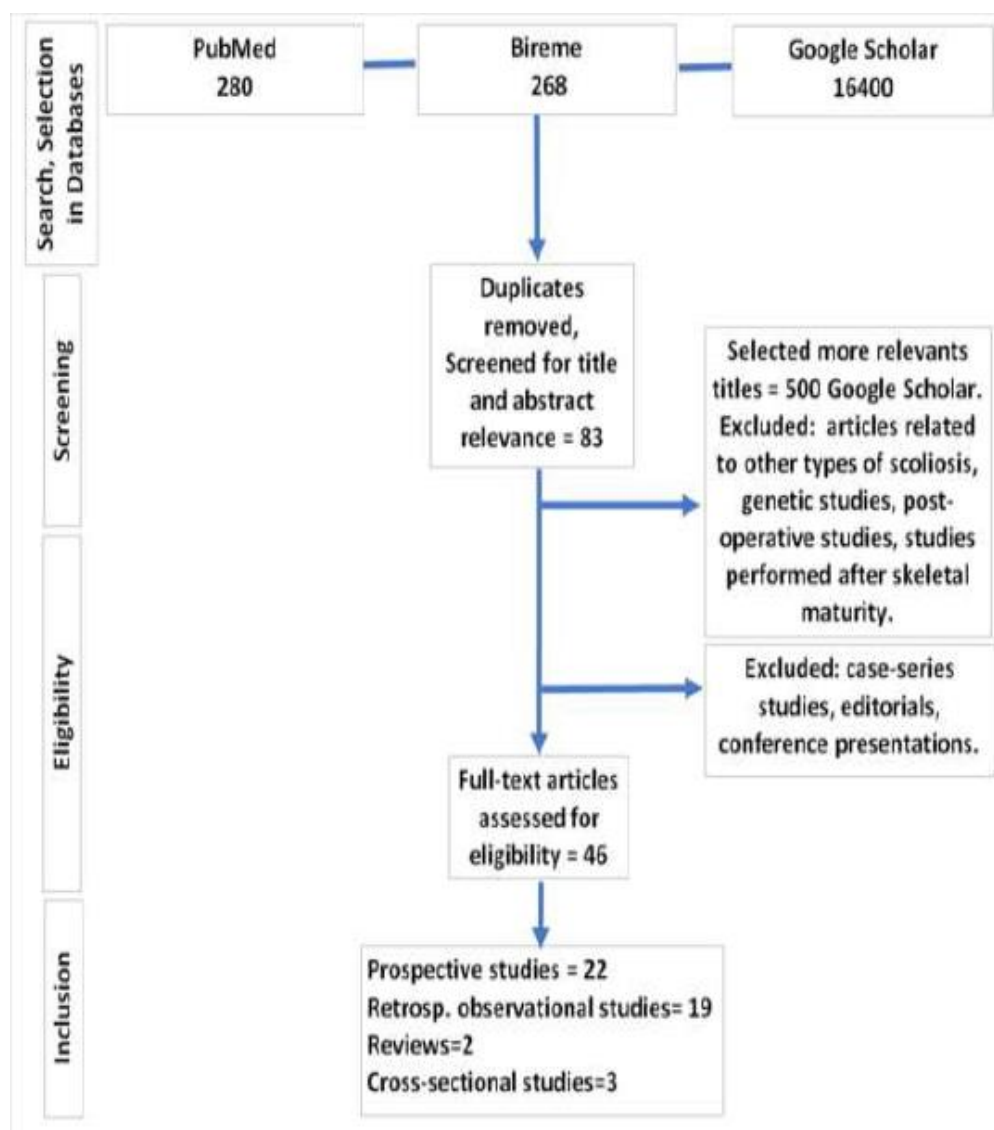 Search, Selection
in Databases
PubMed
280
Bireme
268
Google Scholar
16400
Screening
Duplicates
removed,
Screened for title
and abstract
relevance = 83
Selected more relevants
titles = 500 Google Scholar.
Excluded:  articles related
to other types of scoliosis,
genetic studies, post-
operative studies, studies
performed after skeletal
maturity.
Eligibility
Excluded: case-series
studies, editorials,
conference presentations.
Full-text articles
assessed for
eligibility = 46
Inclusion
Prospective studies = 22
Retrosp. observational studies= 19
Reviews=2
Cross-sectional studies=3